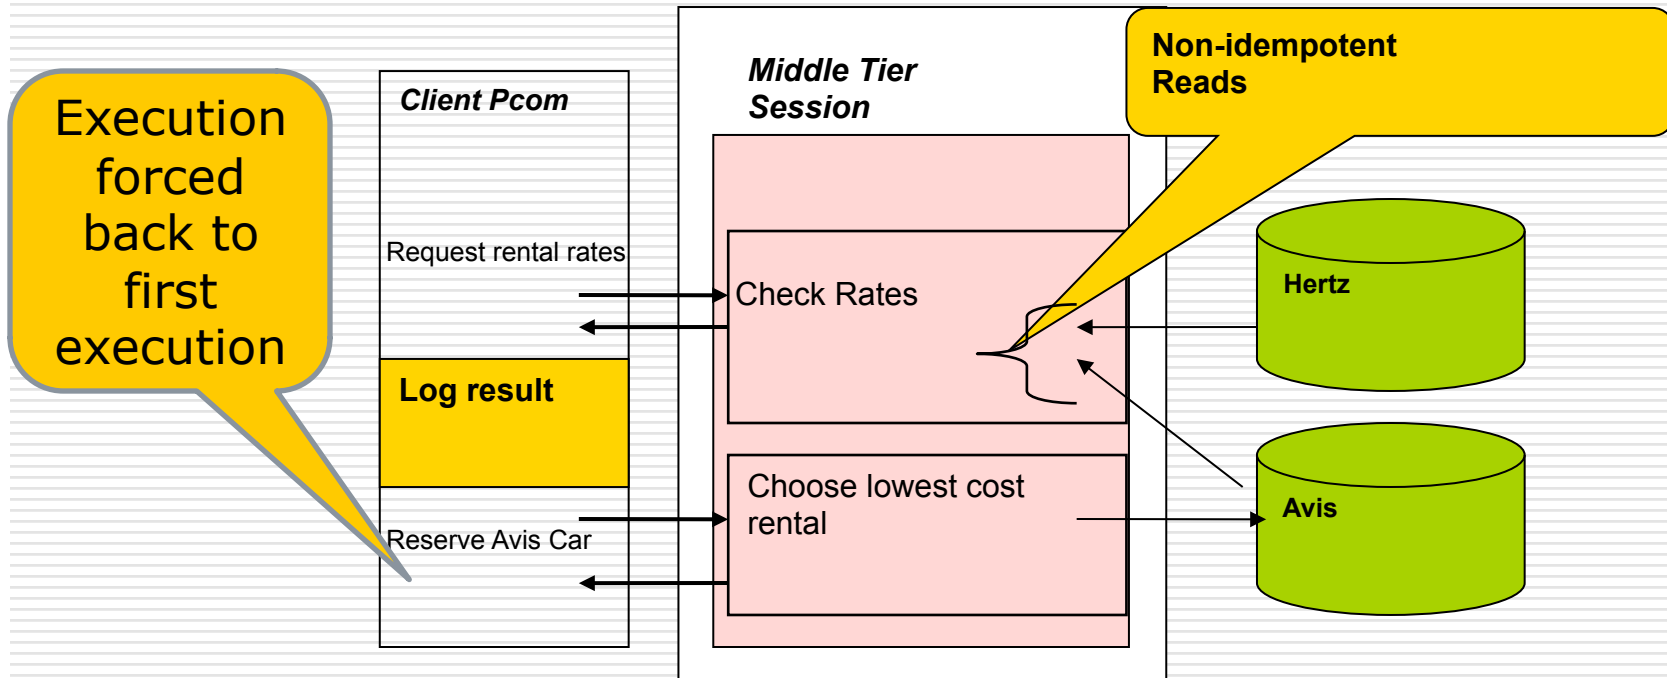 Execution
forced
back to
first
execution
Client Pcom
Request rental rates
Log result
Reserve Avis Car
Middle Tier
Session
Check Rates
Choose lowest cost
rental
Non-idempotent
Reads
Hertz
Avis